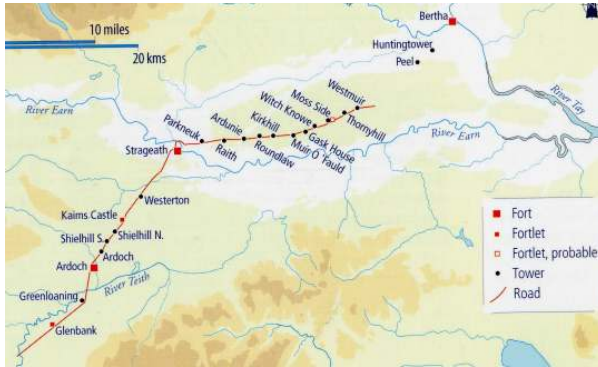 10 miles
20 kms
Bertha
Huntingtower
Peel
River Tay
River Earn
River Earn
Westmuir
Moss Side
Thornyhill
Witch Knowe
Gask House
Kirkhill
Muir O' Fauld
Ardunie
Roundlaw
Parkneuk
Raith
Strageath
Westerton
Kaims Castle
Shielhill S.
Shielhill N.
Ardoch
Ardoch
River Teith
Greenloaning
Glenbank
Fort
Fortlet
Fortlet, probable
Tower
Road